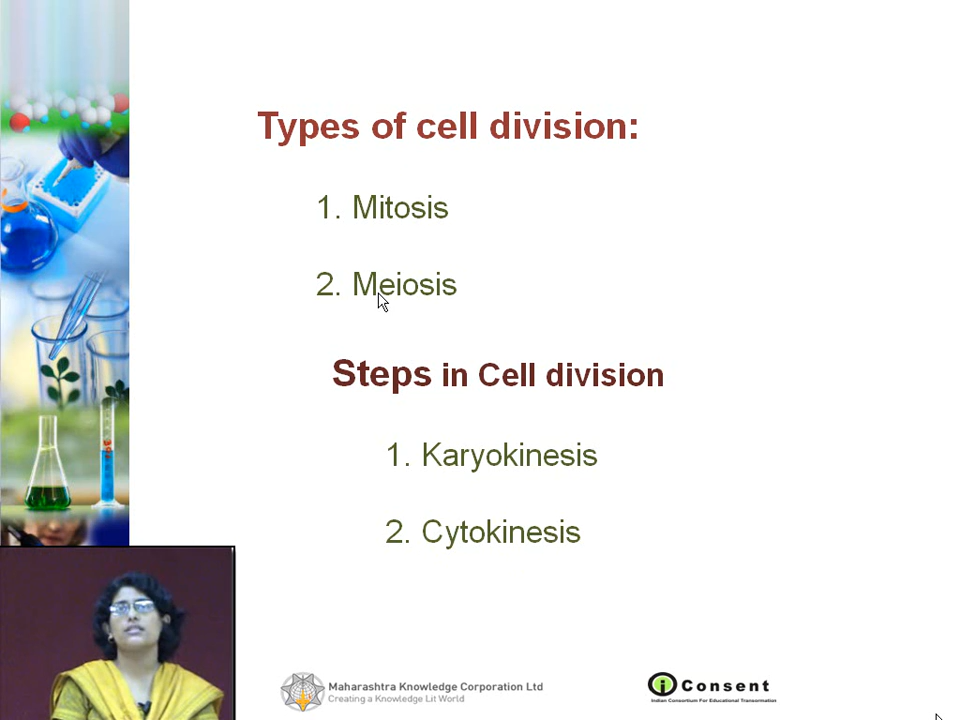 Types of cell division:
1. Mitosis
2. Meiosis
Steps in Cell division
1. Karyokinesis
2. Cytokinesis
Maharashtra Knowledge Corporation Ltd
Creating a Knowledge Lit World
i Consent
Indian Consortium For Educational Transformation